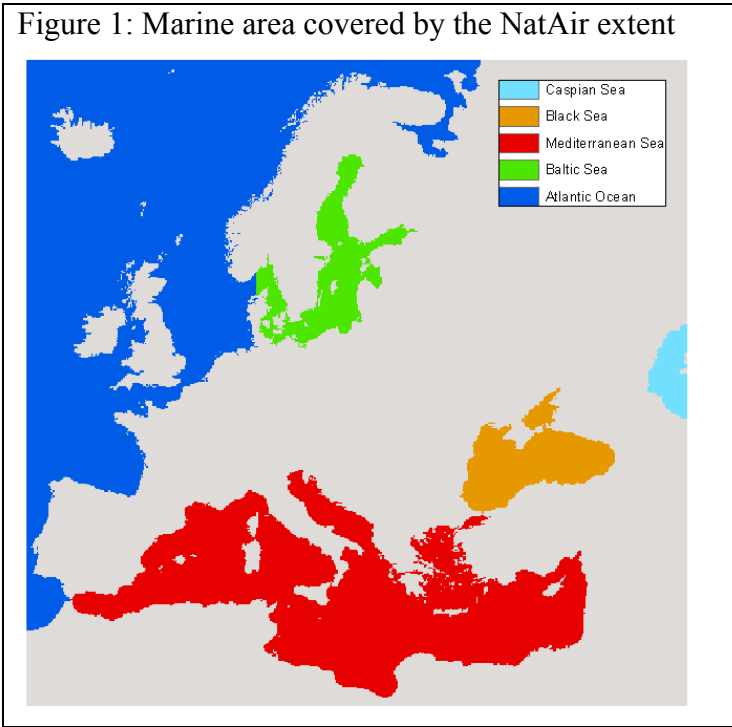 Figure 1: Marine area covered by the NatAir extent
Caspian Sea
Black Sea
Mediterranean Sea
Baltic Sea
Atlantic Ocean